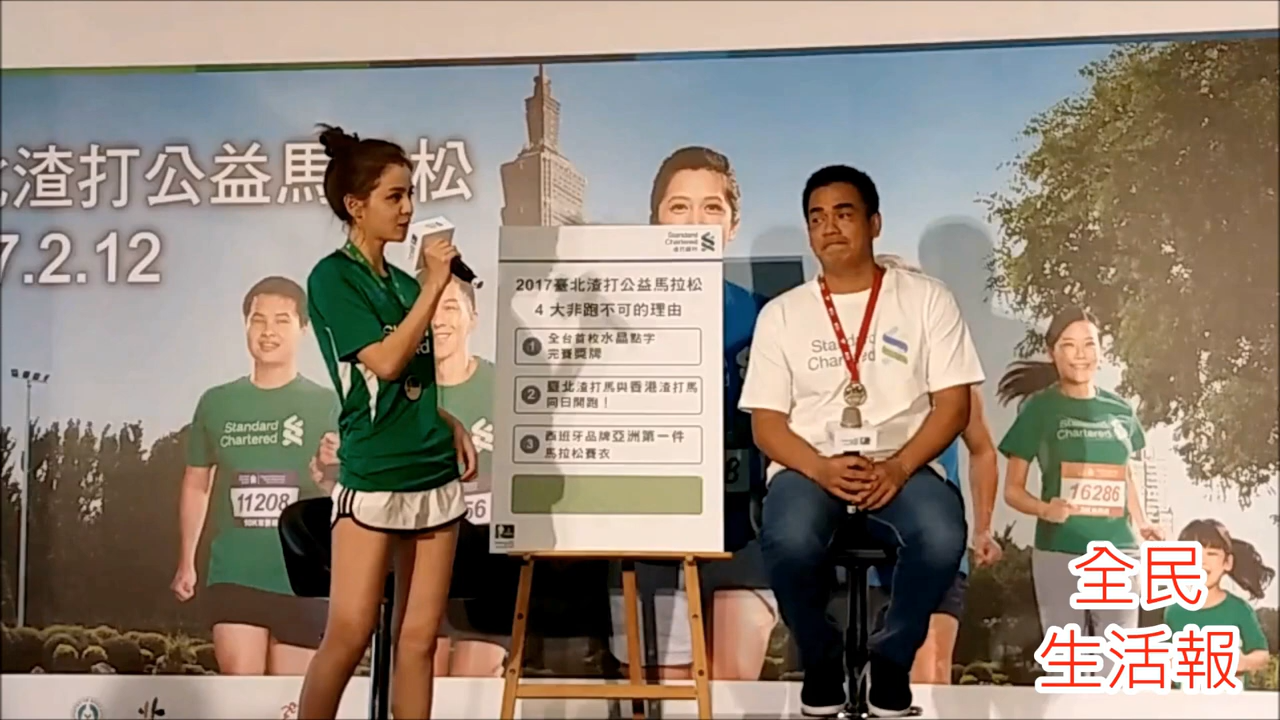 北渣打公益馬拉松
7.2.12
Standard
Chartered
渣打銀行
2017臺北渣打公益馬拉松
4 大非跑不可的理由
1 全台首枚水晶點字
完賽獎牌
2 臺北渣打馬與香港渣打馬
同日開跑！
3 西班牙品牌亞洲第一件
馬拉松賽衣
Standard
Chartered
11208
56
Standard
Chartered
16286
全民
生活報